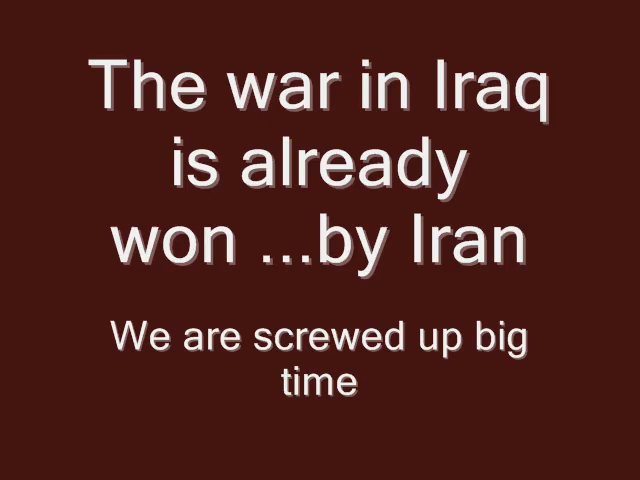 The war in Iraq
is already
won ...by Iran
We are screwed up big
time